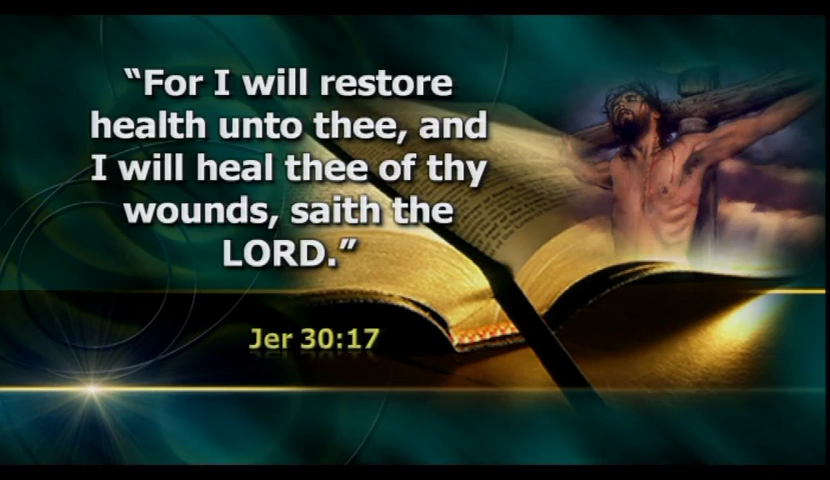 “For I will restore
health unto thee, and
I will heal thee of thy
wounds, saith the
LORD.”
Jer 30:17